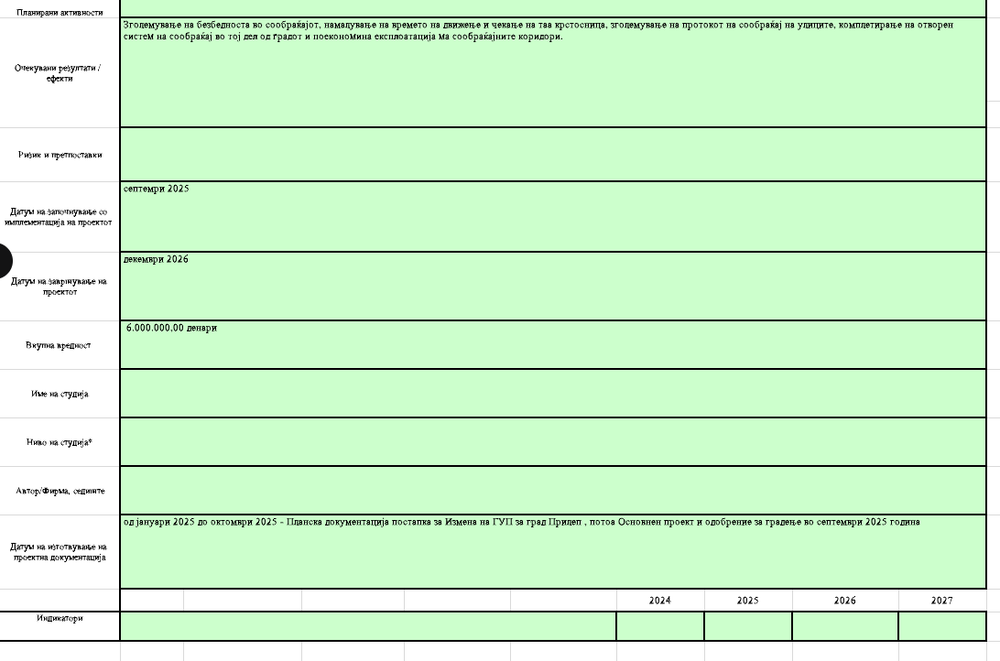 Планирани активности
Зголемување на безбедноста во сообраќајот, намалување на времето на движење и чекање на таа крстосница, зголемување на протокот на сообраќај на улиците, комплетирање на отворен
систем на сообраќај во тој дел од градот и поекономина експлоатација ма сообраќајните коридори.
Очекувани резултати /
ефекти
Ризик и претпоставки
септемри 2025
Датум на започнување со
имплементација на проектот
декември 2026
Датум на завршување на
проектот
6.000.000,00 денари
Вкупна вредност
Име на студија
Ниво на студија*
Автор/Фирма, седиште
од јануари 2025 до октомври 2025 - Планска документација постапка за Измена на ГУП за град Прилеп , потоа Основнен проект и одобрение за градење во септември 2025 година
Датум на изготвување на
проектна документација
2024 2025 2026 2027
Индикатори